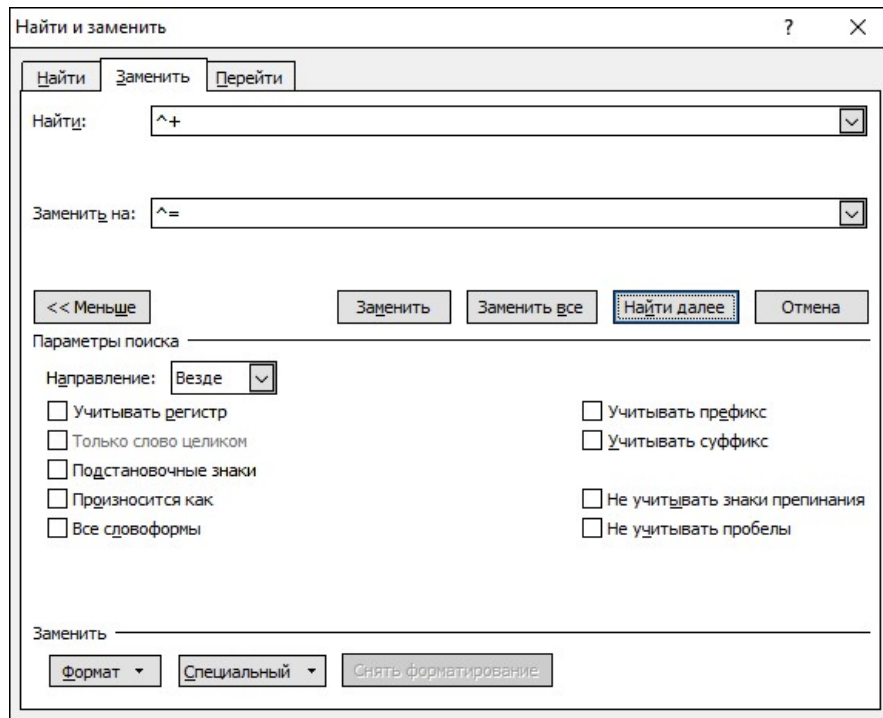 Найти и заменить ?
Найти Заменить Перейти
Найти: ^+
Заменить на: ^=
<< Меньше Заменить Заменить все Найти далее Отмена
Параметры поиска
Направление: Везде
Учитывать регистр Учитывать префикс
Только слово целиком Учитывать суффикс
Подстановочные знаки
Произносится как Не учитывать знаки препинания
Все словоформы Не учитывать пробелы
Заменить
Формат Специальный Снять форматирование